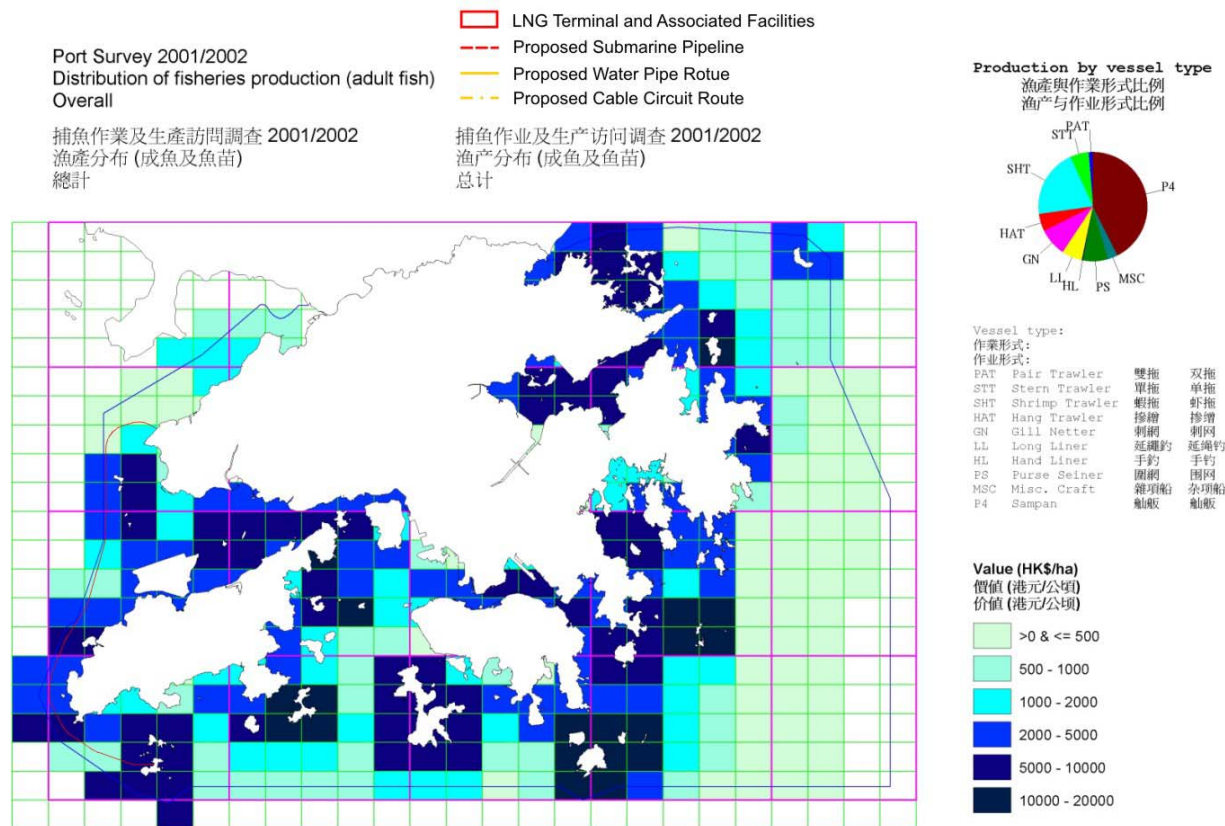 Port Survey 2001/2002
Distribution of fisheries production (adult fish)
Overall
捕魚作業及生產訪問調查 2001/2002
漁產分布 (成魚及魚苗)
總計
捕鱼作业及生产访问调查 2001/2002
渔产分布 (成鱼及鱼苗)
总计
LNG Terminal and Associated Facilities
Proposed Submarine Pipeline
Proposed Water Pipe Rotue
Proposed Cable Circuit Route
Production by vessel type
漁產與作業形式比例
渔产与作业形式比例
PAT
STT
SHT
P4
HAT
GN
LL
HL
PS
MSC
Vessel type:
作業形式:
作业形式:
PAT Pair Trawler 雙拖 双拖
STT Stern Trawler 單拖 单拖
SHT Shrimp Trawler 蝦拖 虾拖
HAT Hang Trawler 摻繒 掺缯
GN Gill Netter 刺網 刺网
LL Long Liner 延繩釣 延绳钓
HL Hand Liner 手釣 手钓
PS Purse Seiner 圍網 围网
MSC Misc. Craft 雜項船 杂项船
P4 Sampan 舢舨 舢舨
Value (HK$/ha)
價值 (港元/公頃)
价值 (港元/公顷)
>0 & <= 500
500 - 1000
1000 - 2000
2000 - 5000
5000 - 10000
10000 - 20000